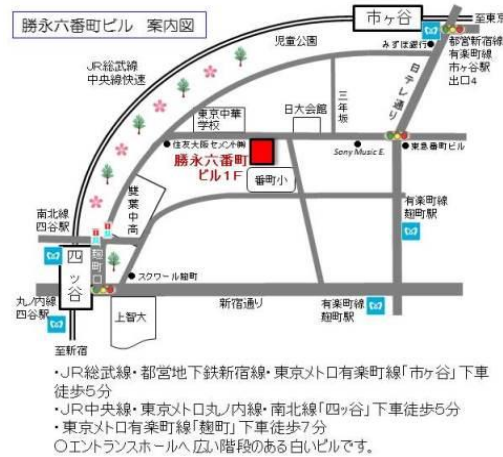 勝永六番町ビル 案内図
市ヶ谷
至東京
児童公園
みずほ銀行
都営新宿線
有楽町線
市ヶ谷駅
出口4
JR総武線
中央線快速
日テレ通り
東京中華
学校
日大会館
三年坂
住友大阪セメント㈱
勝永六番町
ビル1F
Sony Music E.
東急番町ビル
番町小
雙葉中高
南北線
四谷駅
有楽町線
麹町駅
麹町口
四ッ谷
スクワール麹町
丸ノ内線
四谷駅
新宿通り
有楽町線
麹町駅
上智大
至新宿
・JR総武線・都営地下鉄新宿線・東京メトロ有楽町線「市ヶ谷」下車
徒歩5分
・JR中央線・東京メトロ丸ノ内線・南北線「四ッ谷」下車徒歩5分
・東京メトロ有楽町線「麹町」下車徒歩7分
○エントランスホールへ広い階段のある白いビルです。